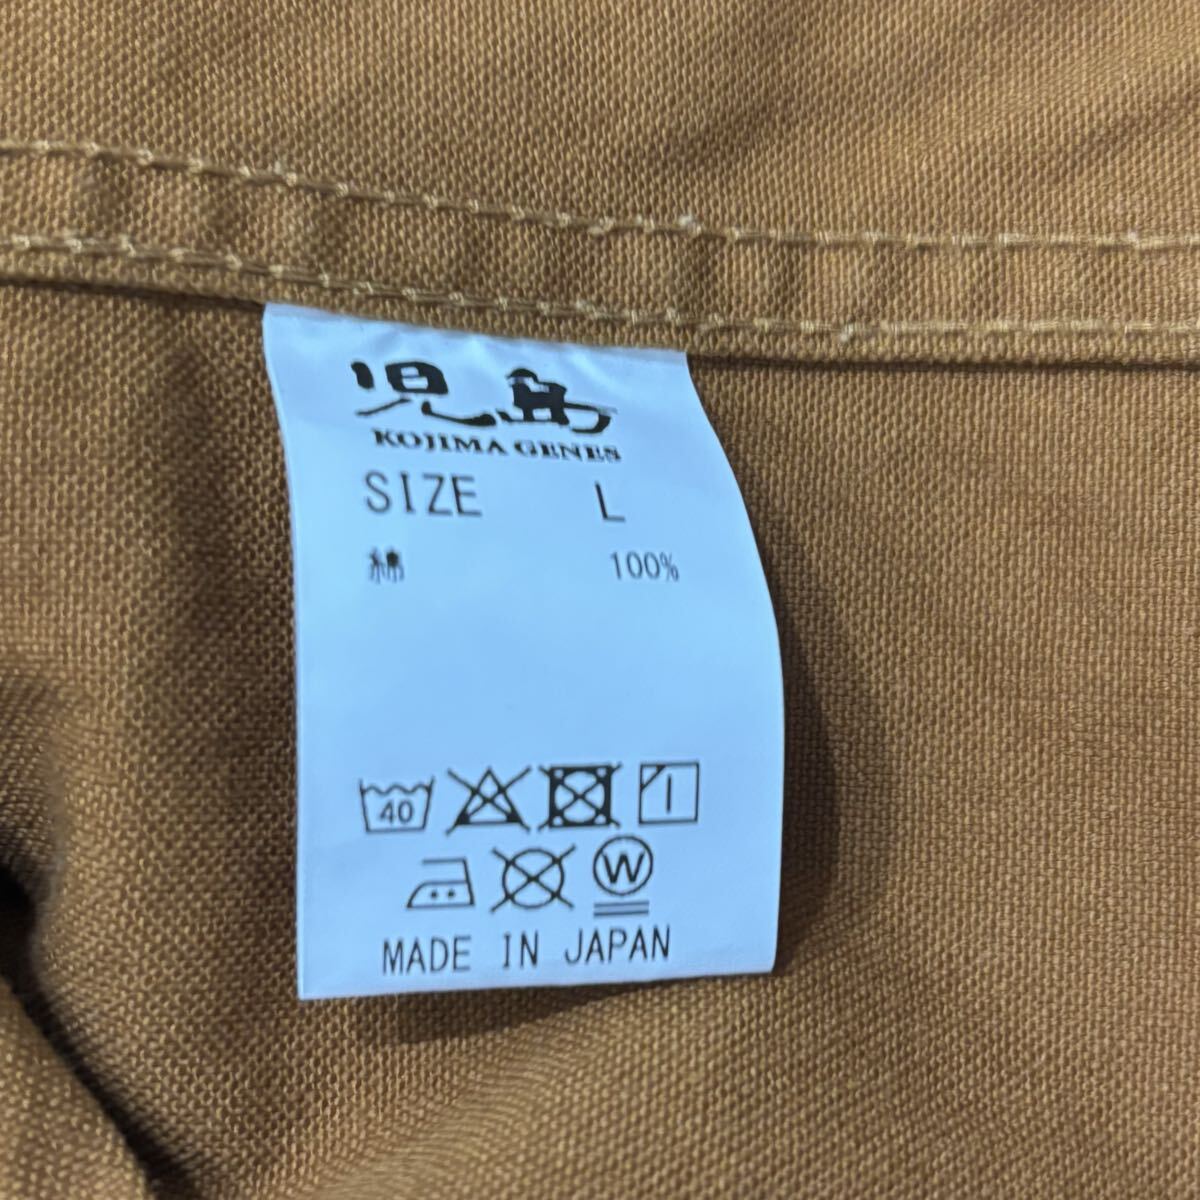 児島
KOJIMA GENES
SIZE L
綿 100%
40
W
MADE IN JAPAN